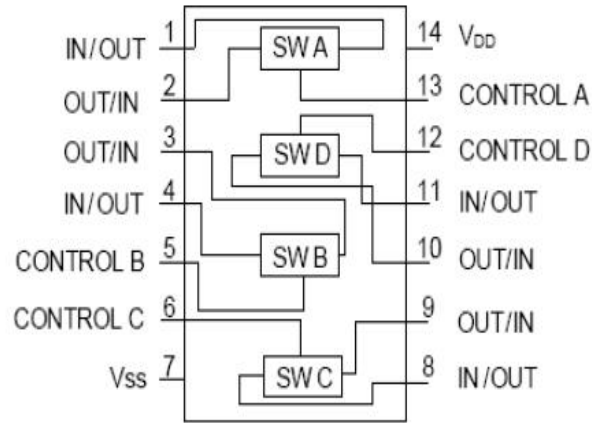 IN/OUT 1 SW A 14 VDD
OUT/IN 2 13 CONTROL A
OUT/IN 3 SW D 12 CONTROL D
IN/OUT 4 11 IN/OUT
CONTROL B 5 SW B 10 OUT/IN
CONTROL C 6 9 OUT/IN
VSS 7 SW C 8 IN/OUT